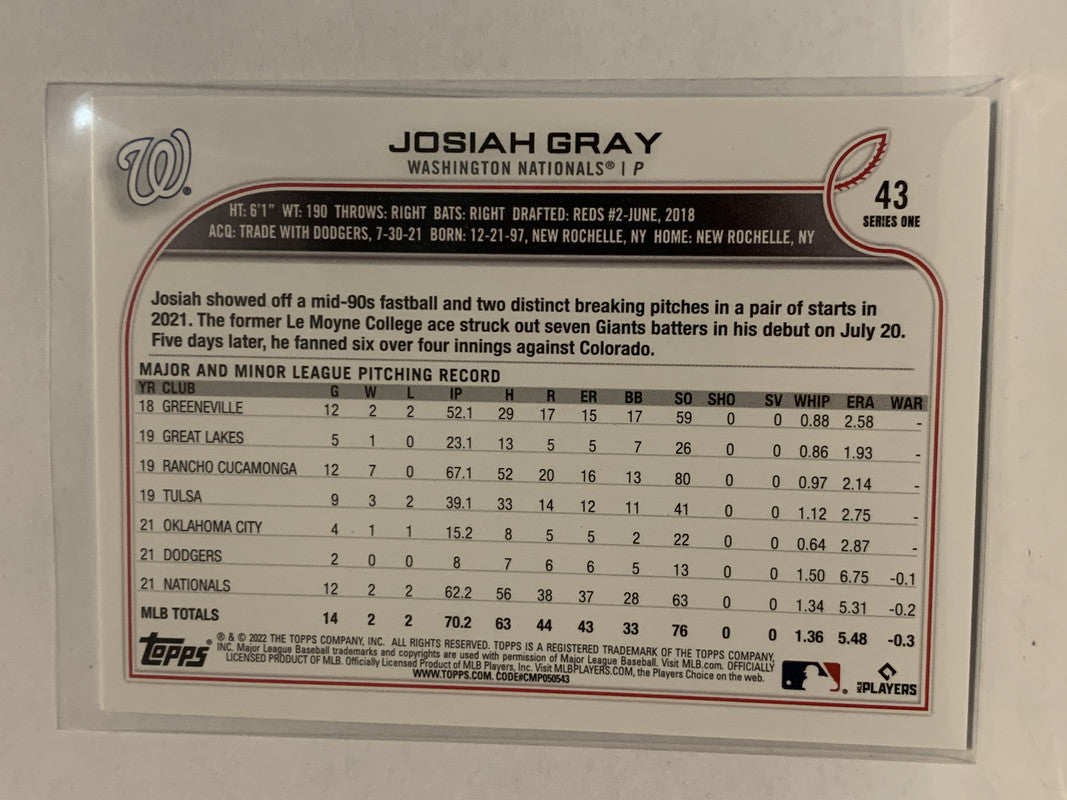 W®
JOSIAH GRAY
WASHINGTON NATIONALS® | P
43
SERIES ONE
HT: 6'1" WT: 190 THROWS: RIGHT BATS: RIGHT DRAFTED: REDS #2-JUNE, 2018
ACQ: TRADE WITH DODGERS, 7-30-21 BORN: 12-21-97, NEW ROCHELLE, NY HOME: NEW ROCHELLE, NY
Josiah showed off a mid-90s fastball and two distinct breaking pitches in a pair of starts in
2021. The former Le Moyne College ace struck out seven Giants batters in his debut on July 20.
Five days later, he fanned six over four innings against Colorado.
MAJOR AND MINOR LEAGUE PITCHING RECORD
YR CLUB G W L IP H R ER BB SO SHO SV WHIP ERA WAR
18 GREENEVILLE 12 2 2 52.1 29 17 15 17 59 0 0 0.88 2.58 -
19 GREAT LAKES 5 1 0 23.1 13 5 5 7 26 0 0 0.86 1.93 -
19 RANCHO CUCAMONGA 12 7 0 67.1 52 20 16 13 80 0 0 0.97 2.14 -
19 TULSA 9 3 2 39.1 33 14 12 11 41 0 0 1.12 2.75 -
21 OKLAHOMA CITY 4 1 1 15.2 8 5 5 2 22 0 0 0.64 2.87 -
21 DODGERS 2 0 0 8 7 6 6 5 13 0 0 1.50 6.75 -0.1
21 NATIONALS 12 2 2 62.2 56 38 37 28 63 0 0 1.34 5.31 -0.2
MLB TOTALS 14 2 2 70.2 63 44 43 33 76 0 0 1.36 5.48 -0.3
topps®
® & © 2022 THE TOPPS COMPANY, INC. ALL RIGHTS RESERVED. TOPPS IS A REGISTERED TRADEMARK OF THE TOPPS COMPANY,
INC. Major League Baseball trademarks and copyrights are used with permission of Major League Baseball. Visit MLB.com. OFFICIALLY
LICENSED PRODUCT OF MLB. Officially Licensed Product of MLB Players, Inc. Visit MLBPLAYERS.COM, the Players Choice on the web.
WWW.TOPPS.COM. CODE#CMP050543
MLB PLAYERS